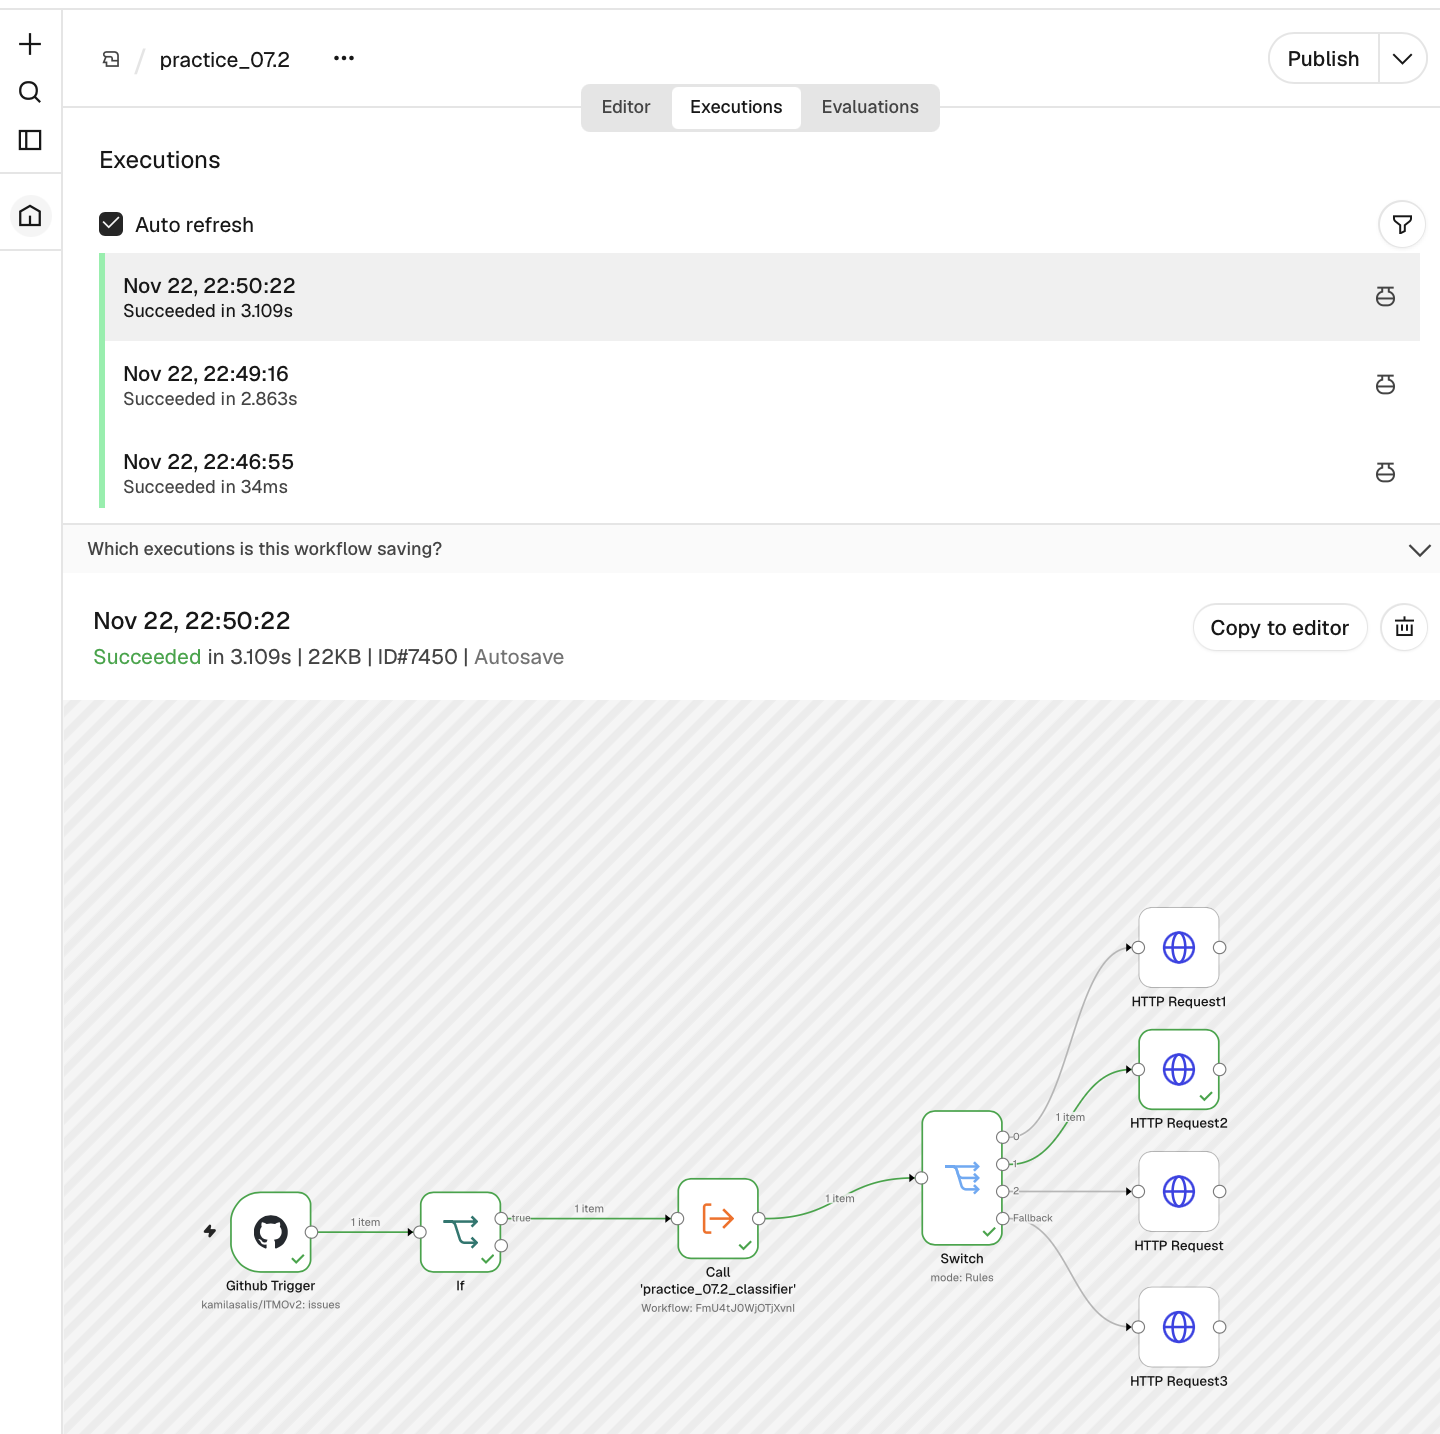 practice_07.2
Publish
Editor
Executions
Evaluations
Executions
Auto refresh
Nov 22, 22:50:22
Succeeded in 3.109s
Nov 22, 22:49:16
Succeeded in 2.863s
Nov 22, 22:46:55
Succeeded in 34ms
Which executions is this workflow saving?
Nov 22, 22:50:22
Succeeded in 3.109s | 22KB | ID#7450 | Autosave
Copy to editor
HTTP Request1
1 item
HTTP Request2
0
1
2
Fallback
1 item
Github Trigger
kamilasalis/ITMOv2: issues
If
true
1 item
Call
'practice_07.2_classifier'
Workflow: FmU4tJ0WjOTjXvnI
1 item
Switch
mode: Rules
HTTP Request
HTTP Request3